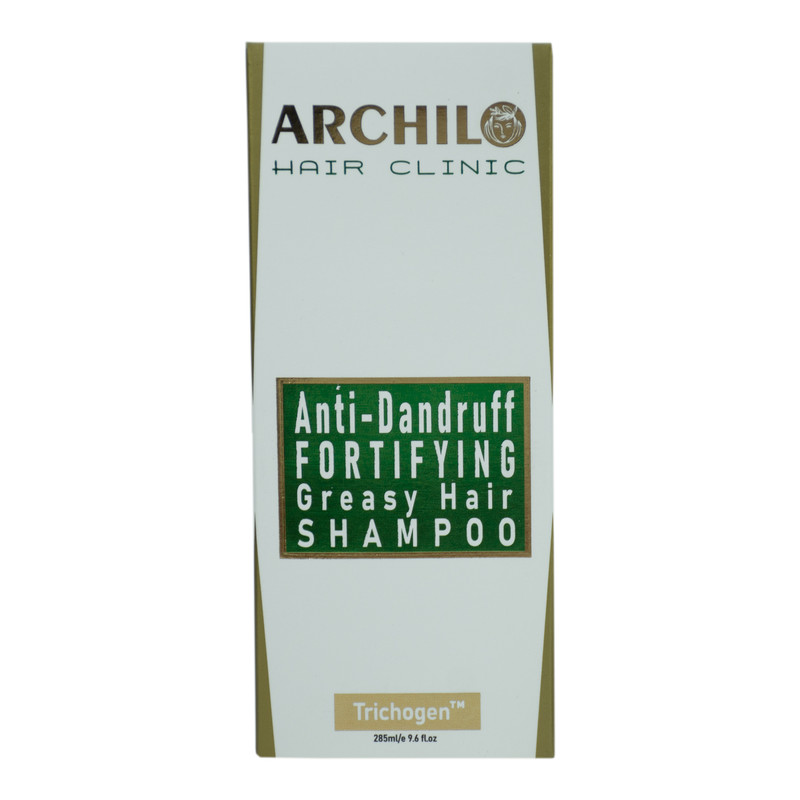 ARCHILO
HAIR CLINIC
Anti-Dandruff
FORTIFYING
Greasy Hair
SHAMPOO
Trichogen™
285ml/e 9.6 fl.oz